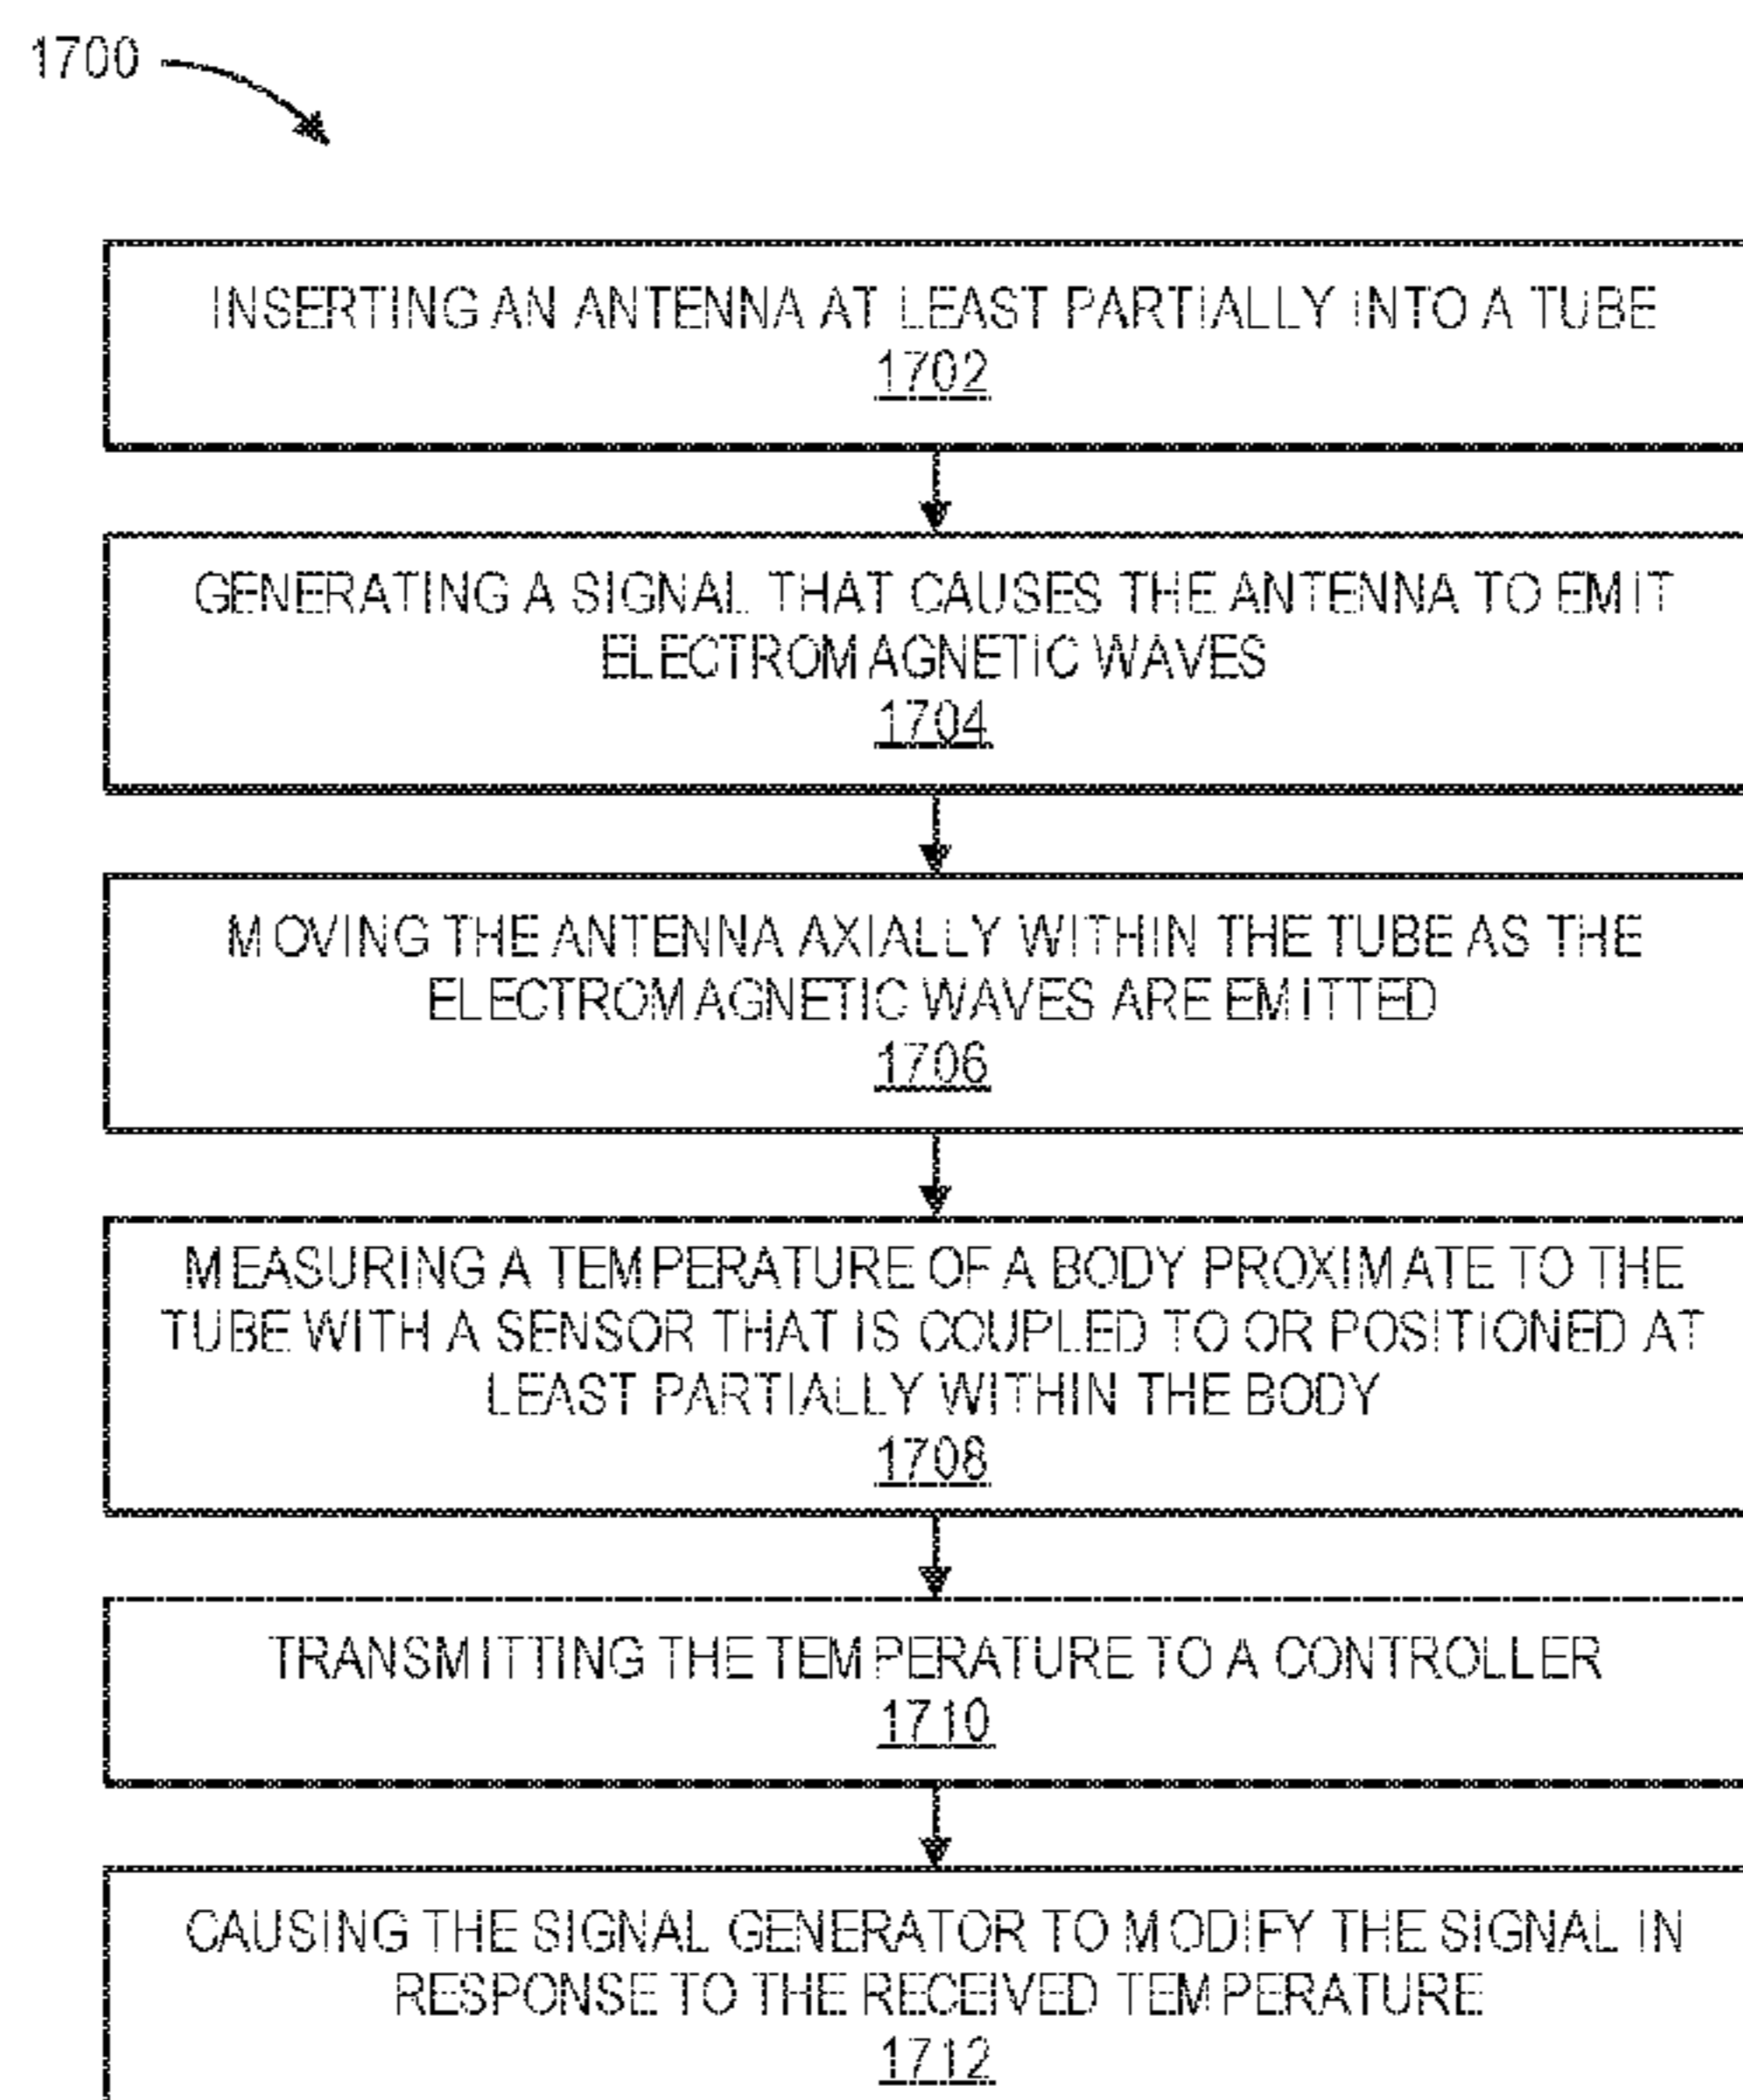 1700
INSERTING AN ANTENNA AT LEAST PARTIALLY INTO A TUBE
1702
GENERATING A SIGNAL THAT CAUSES THE ANTENNA TO EMIT
ELECTROMAGNETIC WAVES
1704
MOVING THE ANTENNA AXIALLY WITHIN THE TUBE AS THE
ELECTROMAGNETIC WAVES ARE EMITTED
1706
MEASURING A TEMPERATURE OF A BODY PROXIMATE TO THE
TUBE WITH A SENSOR THAT IS COUPLED TO OR POSITIONED AT
LEAST PARTIALLY WITHIN THE BODY
1708
TRANSMITTING THE TEMPERATURE TO A CONTROLLER
1710
CAUSING THE SIGNAL GENERATOR TO MODIFY THE SIGNAL IN
RESPONSE TO THE RECEIVED TEMPERATURE
1712